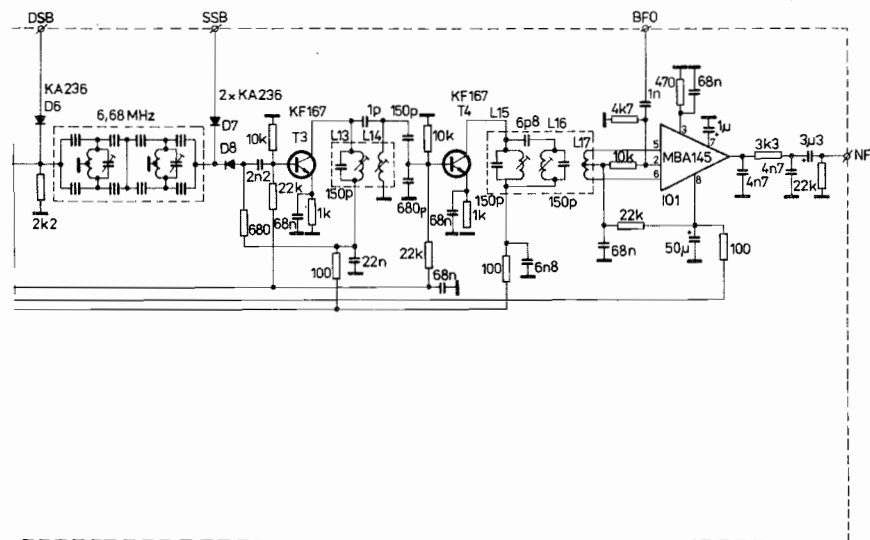 DSB
SSB
BFO
KA236
D6
2×KA236
D7
D8
6,68 MHz
2k2
10k
KF167
T3
2n2
22k
68n
1k
680
100
22n
L13
L14
1p
150p
150p
680p
10k
KF167
T4
L15
6p8
L16
L17
68n
1k
22k
68n
150p
150p
100
6n8
4k7
1n
470
68n
3
1µ
7
5
2
6
8
10k
MBA145
IO1
22k
68n
50µ
100
4n7
3k3
4n7
22k
3µ3
NF